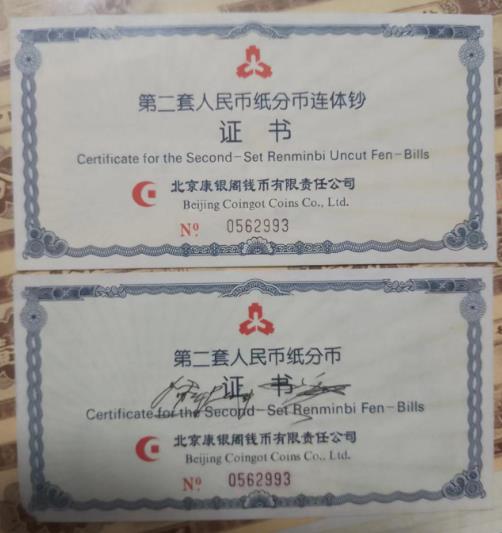 第二套人民币纸分币连体钞
证 书
Certificate for the Second-Set Renminbi Uncut Fen-Bills
北京康银阁钱币有限责任公司
Beijing Coingot Coins Co., Ltd.
Nº 0562993
第二套人民币纸分币
证 书
Certificate for the Second-Set Renminbi Fen-Bills
北京康银阁钱币有限责任公司
Beijing Coingot Coins Co., Ltd.
Nº 0562993